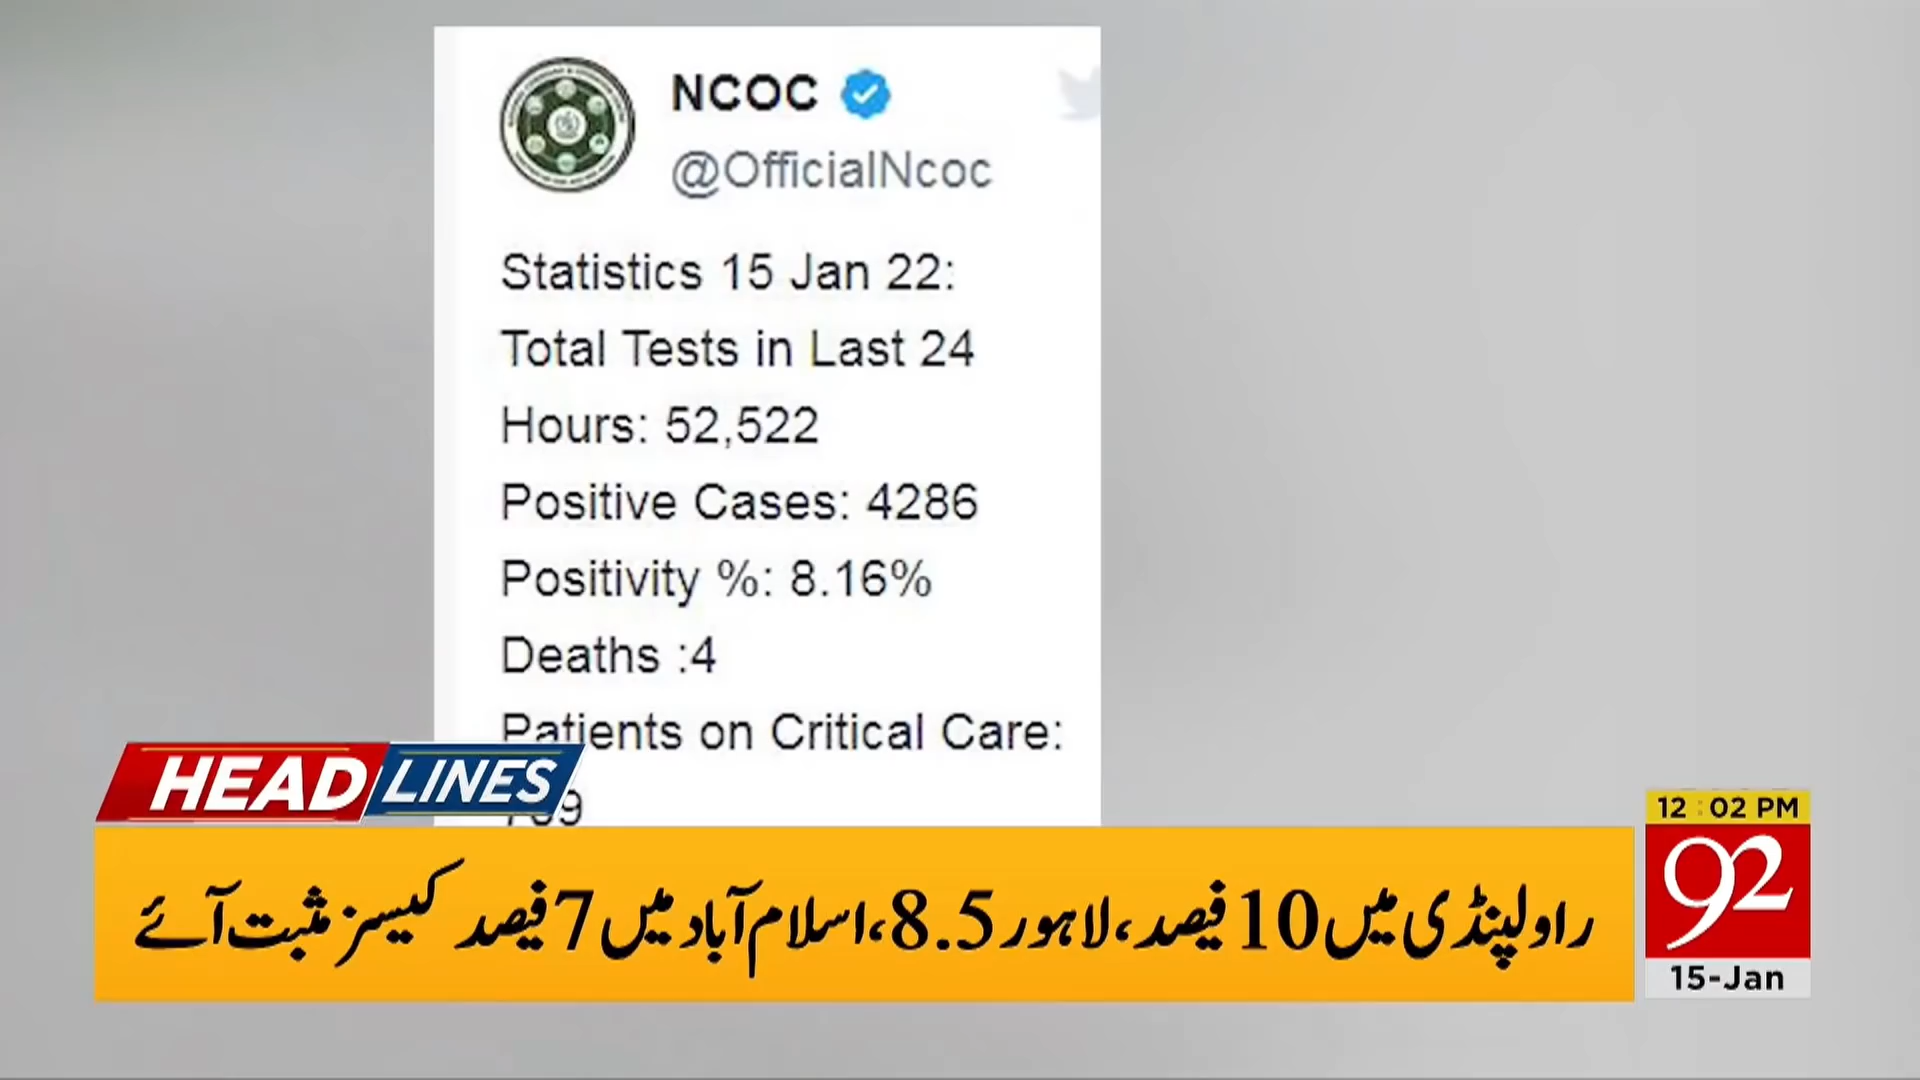 NCOC
@OfficialNcoc
Statistics 15 Jan 22:
Total Tests in Last 24
Hours: 52,522
Positive Cases: 4286
Positivity %: 8.16%
Deaths :4
Patients on Critical Care:
HEADLINES
راولپنڈی میں 10 فیصد، لاہور 8.5، اسلام آباد میں 7 فیصد کیسز مثبت آئے
12:02 PM
92
15-Jan